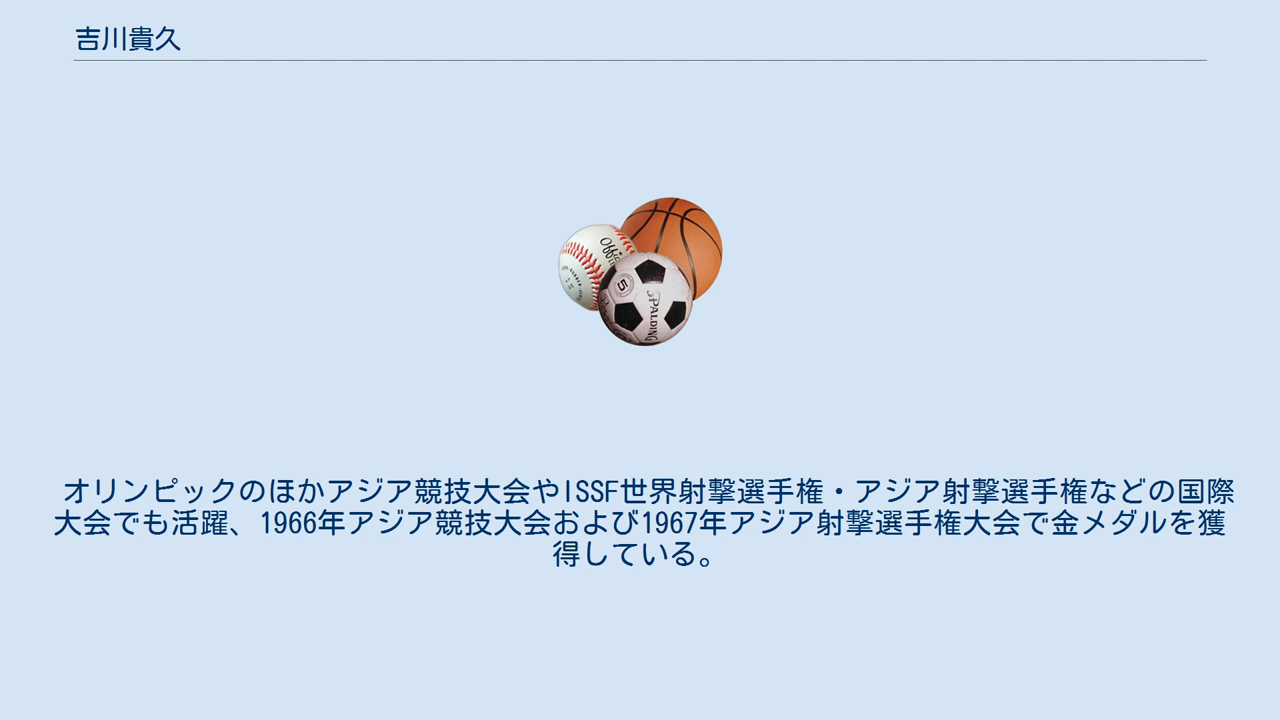 吉川貴久
Offic
5
SPALDING
オリンピックのほかアジア競技大会やISSF世界射撃選手権・アジア射撃選手権などの国際
大会でも活躍、1966年アジア競技大会および1967年アジア射撃選手権大会で金メダルを獲
得している。